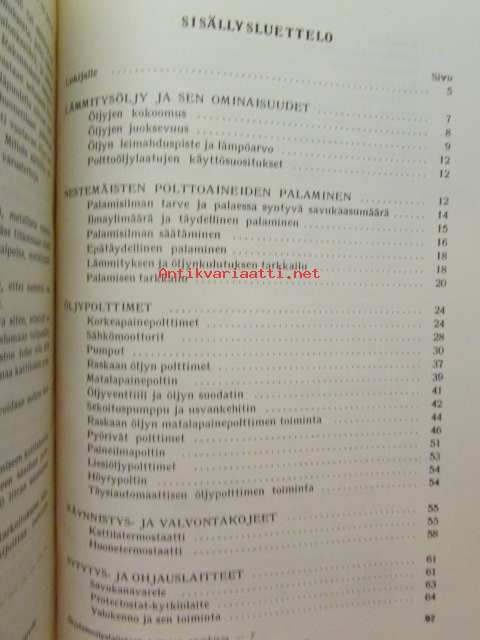 SISÄLLYSLUETTELO
Sivu
Lukijalle 5
LÄMMITYSÖLJY JA SEN OMINAISUUDET 7
Öljyjen kokoomus 8
Öljyjen juoksevuus 9
Öljyn leimahduspiste ja lämpöarvo 12
Polttoöljylaatujen käyttösuositukset 12
NESTEMÄISTEN POLTTOAINEIDEN PALAMINEN 12
Palamisilman tarve ja palaessa syntyvä savukaasumäärä 14
Ilmaylimäärä ja täydellinen palaminen 15
Palamisilman säätäminen 16
Epätäydellinen palaminen 18
Lämmityksen ja öljynkulutuksen tarkkailu 18
Palamisen tarkkailu 20
Antikvariaatti.net
ÖLJYPOLTTIMET 24
Korkeapainepolttimet 24
Sähkömoottorit 28
Pumput 30
Raskaan öljyn polttimet 37
Matalapainepoltin 39
Öljyventtiili ja öljyn suodatin 41
Sekoituspumppu ja usvankehitin 42
Raskaan öljyn matalapainepolttimen toiminta 44
Pyörivät polttimet 46
Paineilmapoltin 51
Liesiöljypolttimet 53
Höyrypoltin 54
Täysiautomaattisen öljypolttimen toiminta 54
KÄYNNISTYS- JA VALVONTAKOJEET 55
Kattilatermostaatti 55
Huonetermostaatti 58
SYTYTYS- JA OHJAUSLAITTEET 61
Savukanavarele 61
Protectostat-kytkinlaite 63
Valokenno ja sen toiminta 64
67